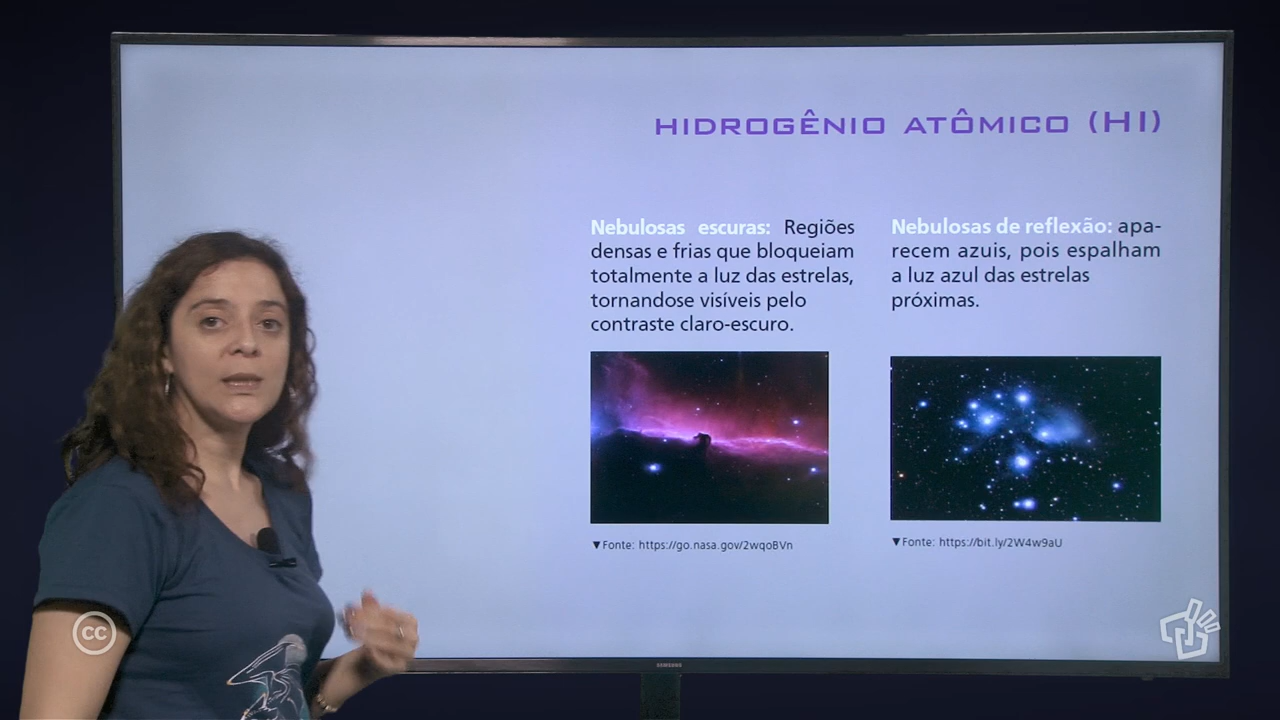 HIDROGÊNIO ATÔMICO (HI)
Nebulosas escuras: Regiões
densas e frias que bloqueiam
totalmente a luz das estrelas,
tornandose visíveis pelo
contraste claro-escuro.
▼Fonte: https://go.nasa.gov/2wqoBVn
Nebulosas de reflexão: apa-
recem azuis, pois espalham
a luz azul das estrelas
próximas.
▼Fonte: https://bit.ly/2W4w9aU
cc
SAMSUNG